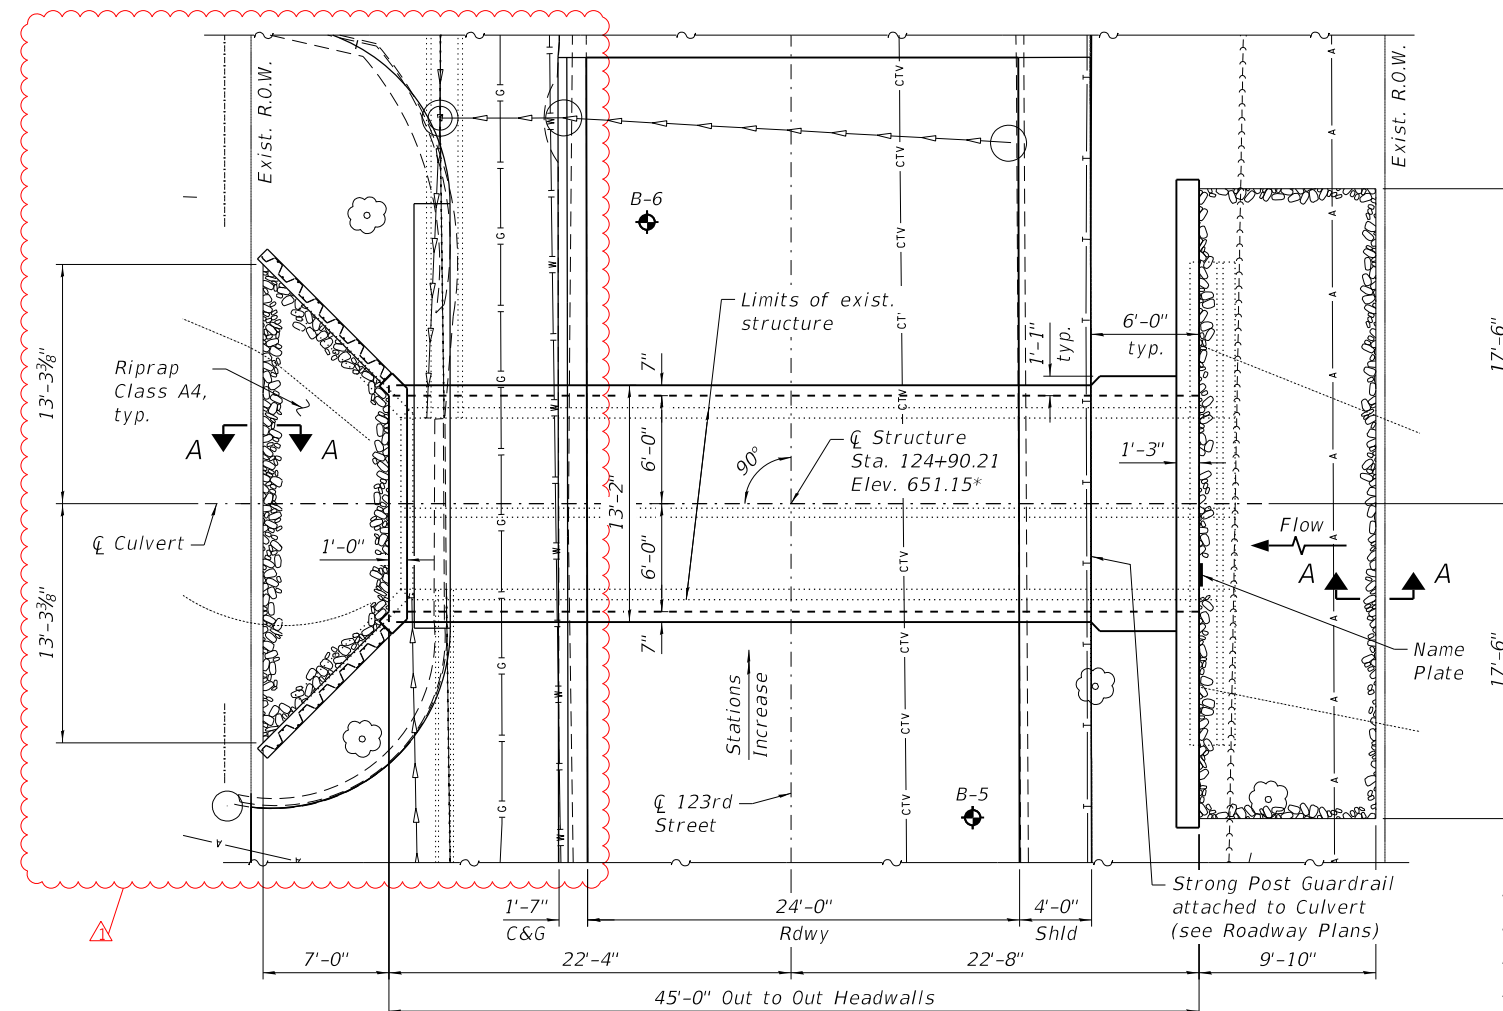 Exist. R.O.W.
Exist. R.O.W.
G
W
CTV
A
B-6
Limits of exist.
structure
1'-1"
typ.
6'-0"
typ.
17'-6"
13'-3⅜"
Riprap
Class A4,
typ.
7"
A
A
6'-0"
90°
℄ Structure
Sta. 124+90.21
Elev. 651.15*
1'-3"
13'-2"
℄ Culvert
1'-0"
Flow
A
A
6'-0"
13'-3⅜"
7"
Name
Plate
17'-6"
Stations
Increase
℄ 123rd
Street
B-5
Strong Post Guardrail
attached to Culvert
(see Roadway Plans)
1
1'-7"
C&G
24'-0"
Rdwy
4'-0"
Shld
7'-0"
22'-4"
22'-8"
9'-10"
45'-0" Out to Out Headwalls